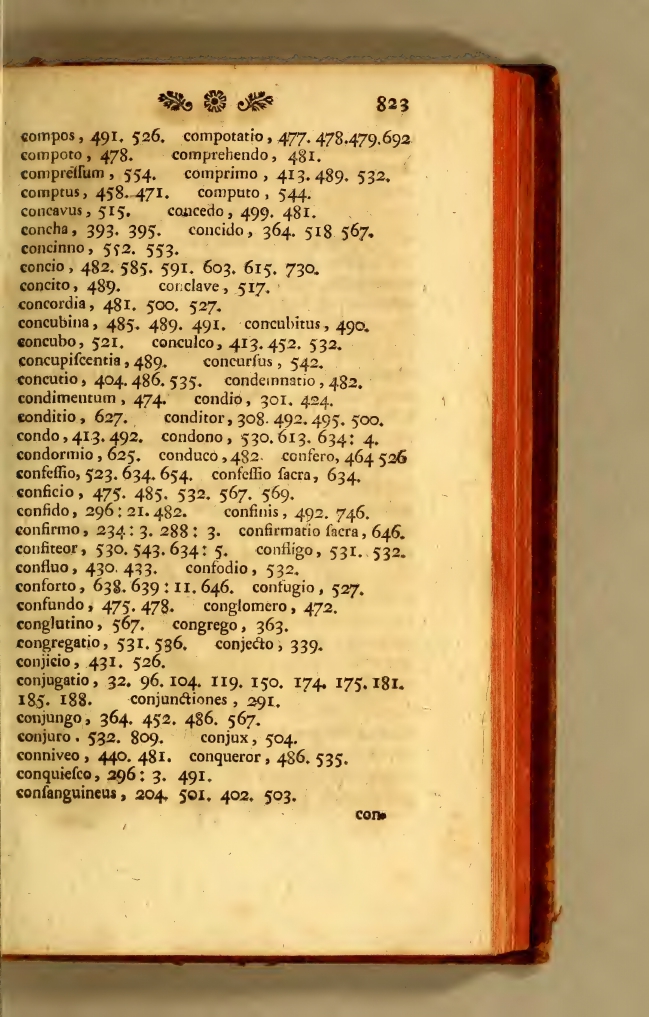 823
compos, 491. 526. compotatio, 477. 478.479.692
compoto, 478. comprehendo, 481.
compreſſum, 554. comprimo, 413. 489. 532.
comptus, 458. 471. computo, 544.
concavus, 515. concedo, 499. 481.
concha, 393. 395. concido, 364. 518 567.
concinno, 552. 553.
concio, 482. 585. 591. 603. 615. 730.
concito, 489. conclave, 517.
concordia, 481. 500. 527.
concubina, 485. 489. 491. concubitus, 490.
concubo, 521. conculco, 413. 452. 532.
concupiſcentia, 489. concurſus, 542.
concutio, 404. 486. 535. condemnatio, 482.
condimentum, 474. condio, 301. 424.
conditio, 627. conditor, 308. 492. 495. 500.
condo, 413. 492. condono, 530. 613. 634: 4.
condormio, 625. conduco, 482. confero, 464 526
confeſſio, 523. 634. 654. confeſſio ſacra, 634.
conficio, 475. 485. 532. 567. 569.
confido, 296: 21. 482. confinis, 492. 746.
confirmo, 234: 3. 288: 3. confirmatio ſacra, 646.
confiteor, 530. 543. 634: 5. confligo, 531. 532.
confluo, 430. 433. confodio, 532.
conforto, 638. 639: 11. 646. confugio, 527.
confundo, 475. 478. conglomero, 472.
conglutino, 567. congrego, 363.
congregatio, 531. 536. conjecto, 339.
conjicio, 431. 526.
conjugatio, 32. 96. 104. 119. 150. 174. 175. 181.
185. 188. conjunctiones, 291.
conjungo, 364. 452. 486. 567.
conjuro. 532. 809. conjux, 504.
conniveo, 440. 481. conqueror, 486. 535.
conquieſco, 296: 3. 491.
conſanguineus, 204. 501. 402. 503.
con-